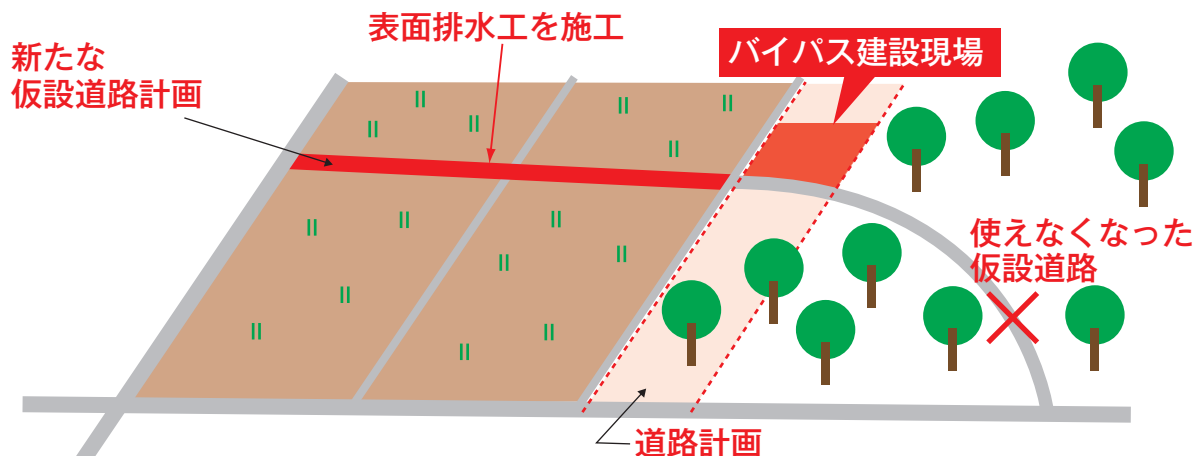 表面排水工を施工
新たな
仮設道路計画
バイパス建設現場
使えなくなった
仮設道路
道路計画